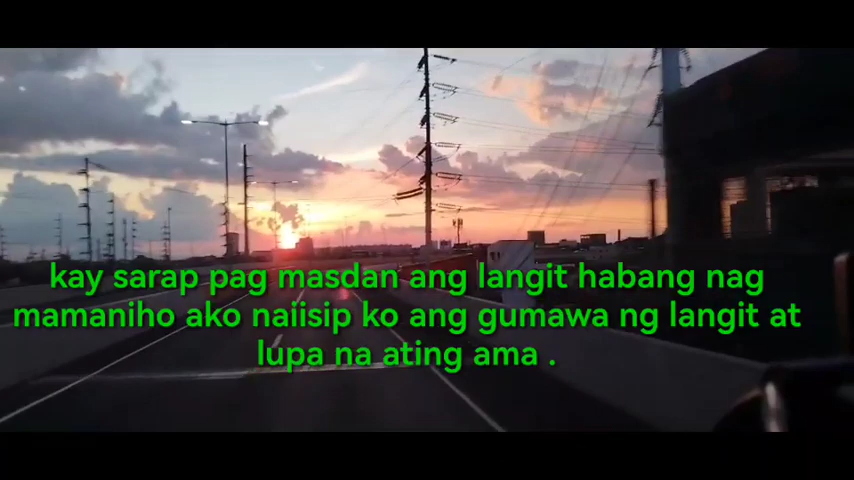 kay sarap pag masdan ang langit habang nag
mamaniho ako naiisip ko ang gumawa ng langit at
lupa na ating ama .